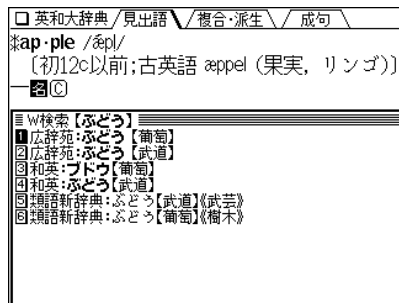 英和大辞典 見出語 複合・派生 成句
*ap・ple /ǽpl/
〔初12c以前;古英語 æppel (果実, リンゴ)〕
―名C
W検索【ぶどう】
1広辞苑:ぶどう【葡萄】
2広辞苑:ぶどう【武道】
3和英:ブドウ【葡萄】
4和英:ぶどう【武道】
5類語新辞典:ぶどう【武道】《武芸》
6類語新辞典:ぶどう【葡萄】《樹木》